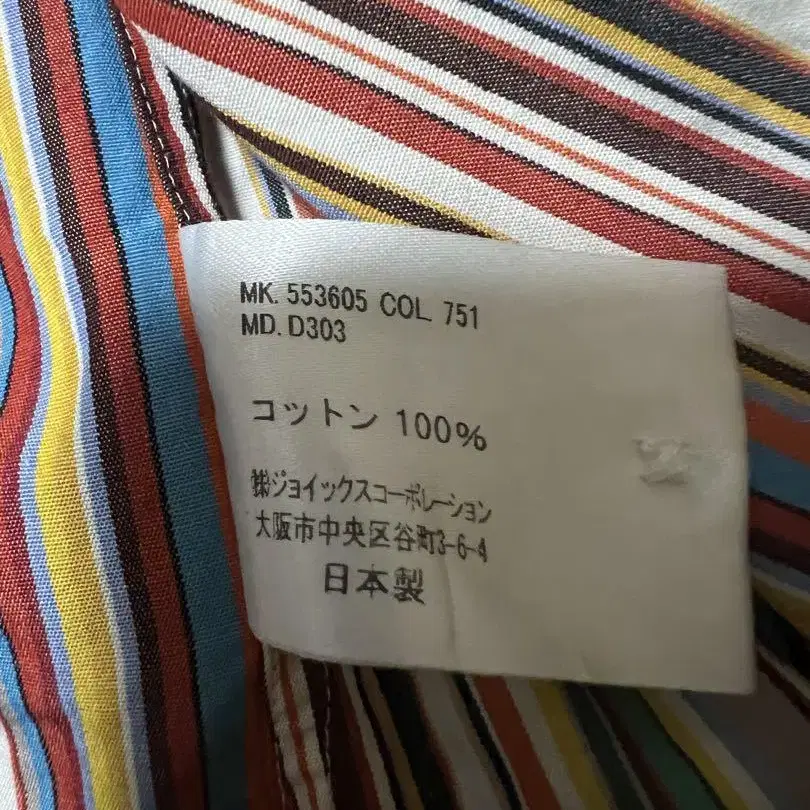 MK. 553605 COL. 751
MD. D303
コットン 100%
㈱ジョイックスコーポレーション
大阪市中央区谷町3-6-4
日本製